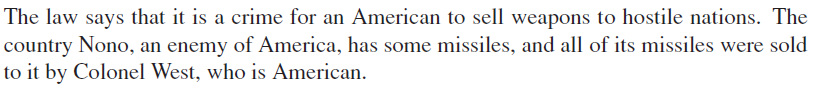 The law says that it is a crime for an American to sell weapons to hostile nations. The
country Nono, an enemy of America, has some missiles, and all of its missiles were sold
to it by Colonel West, who is American.